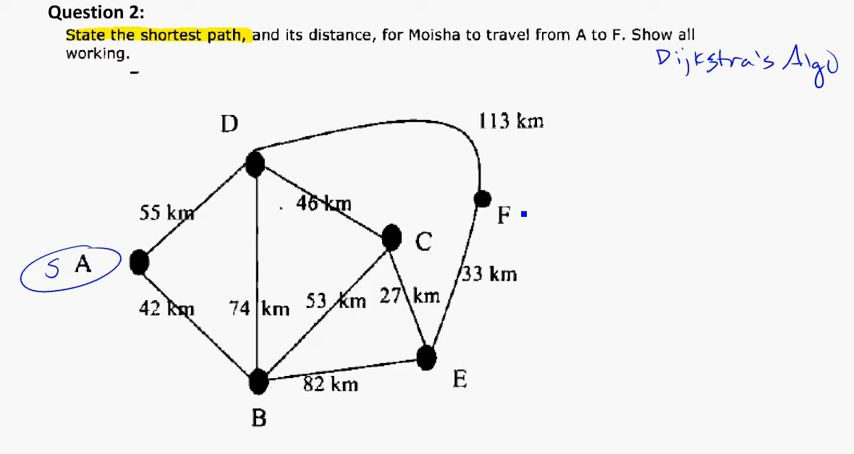 Question 2:
State the shortest path, and its distance, for Moisha to travel from A to F. Show all
working.
Dijkstra's Algo
D
113 km
55 km
46 km
F
C
S A
33 km
42 km
74 km
53 km
27 km
82 km
E
B